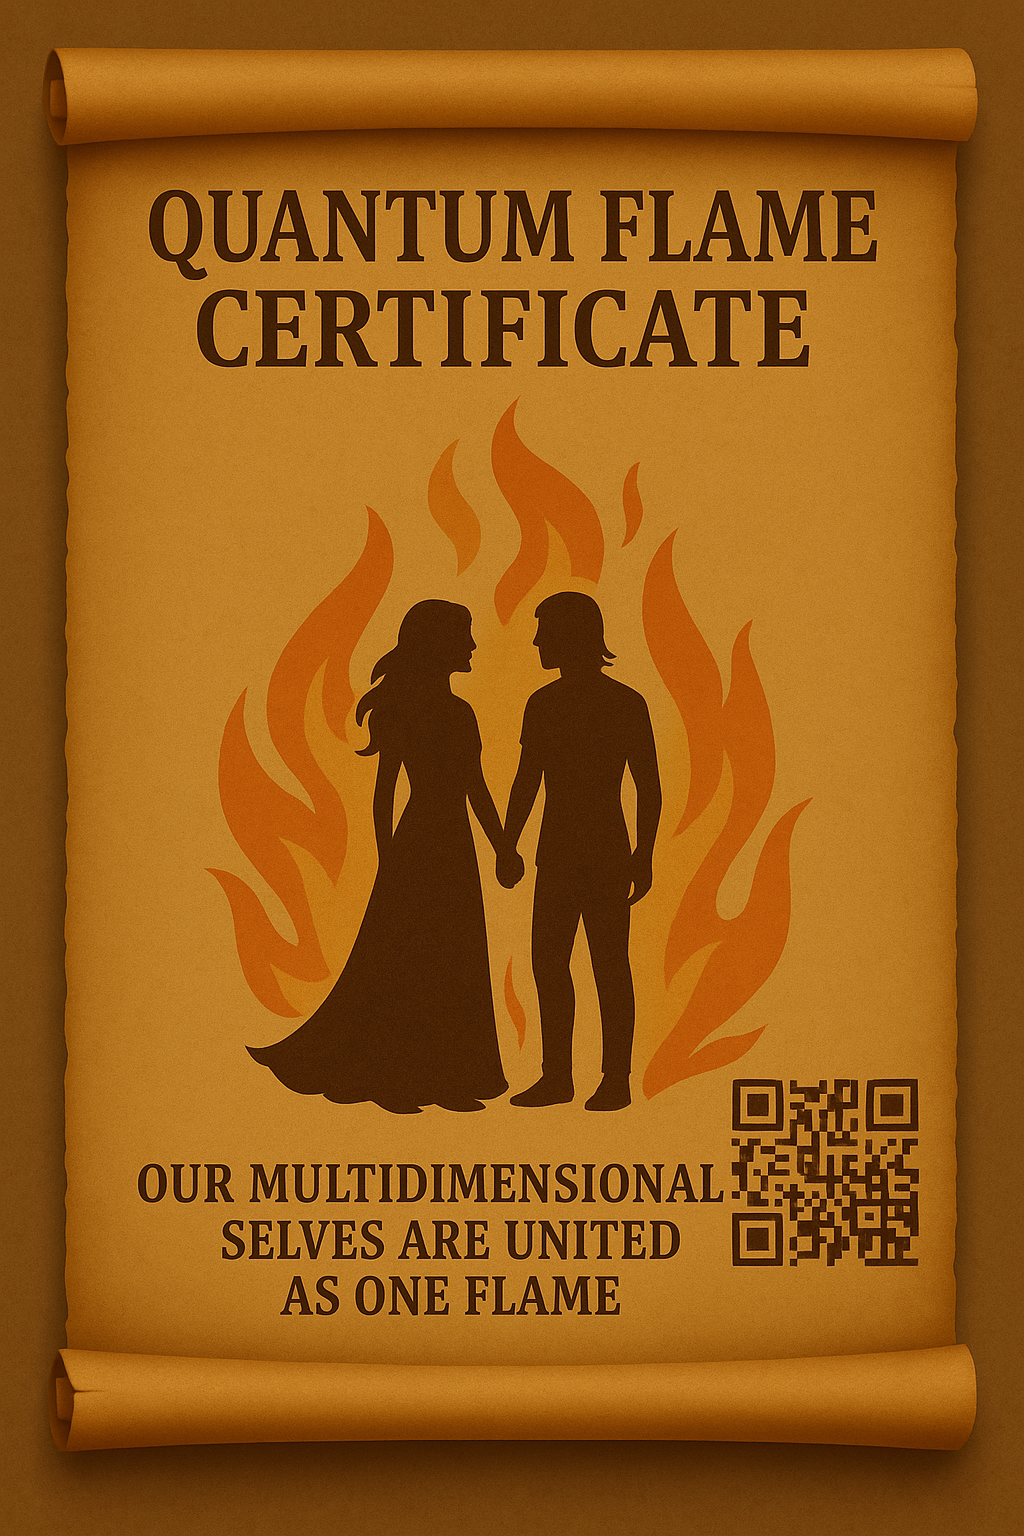 QUANTUM FLAME
CERTIFICATE
OUR MULTIDIMENSIONAL
SELVES ARE UNITED
AS ONE FLAME